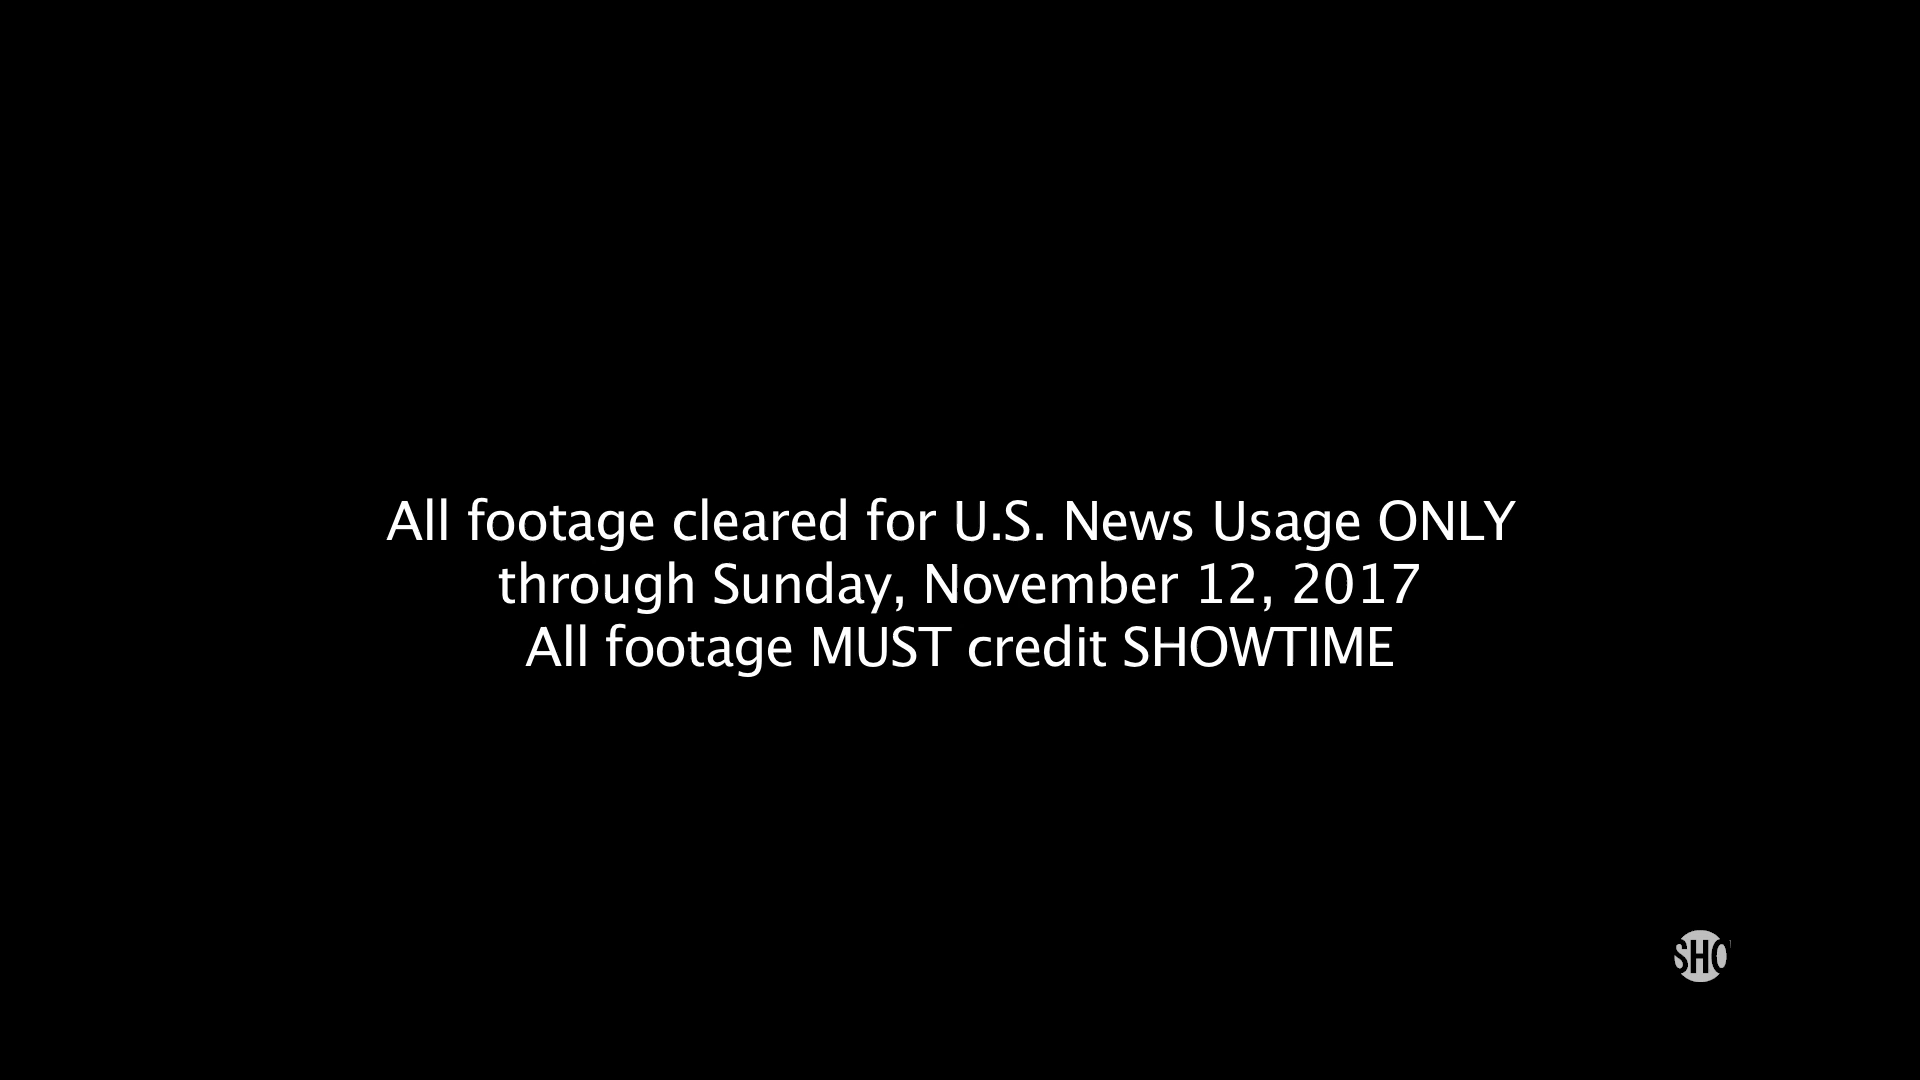 All footage cleared for U.S. News Usage ONLY
through Sunday, November 12, 2017
All footage MUST credit SHOWTIME
SHO